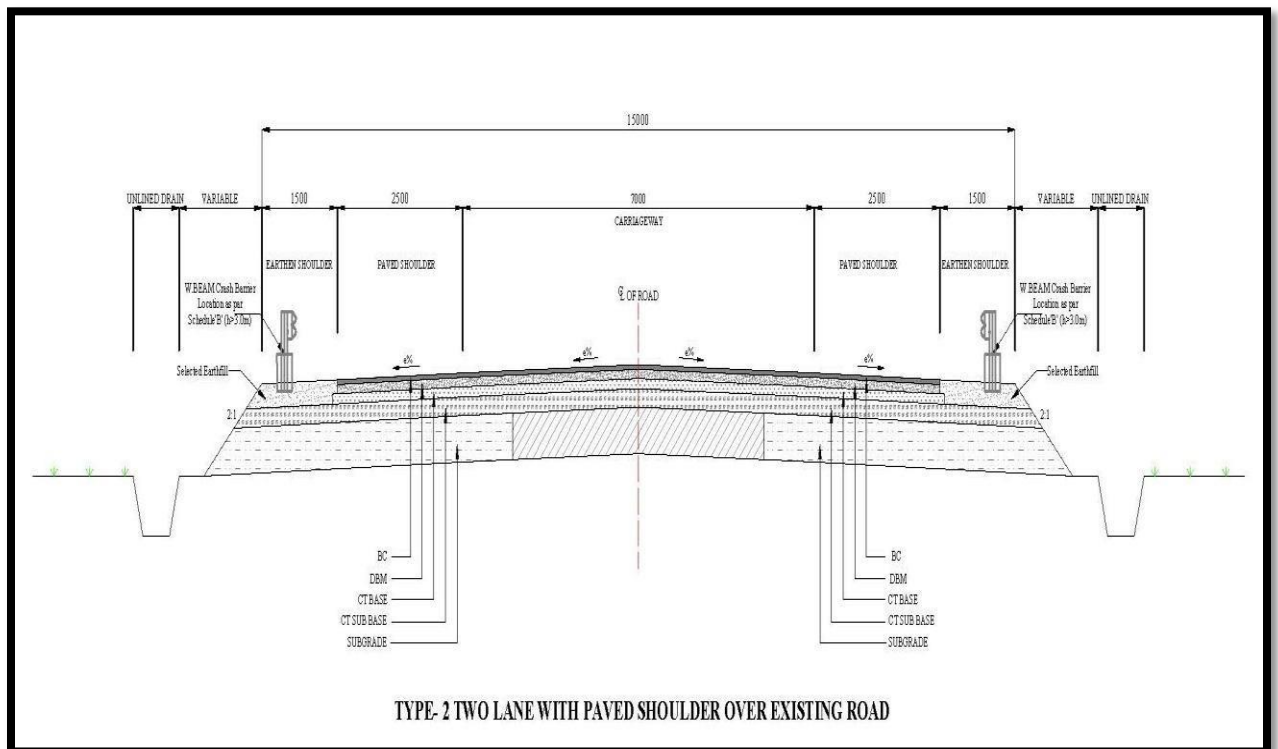 15000
UNLINED DRAIN VARIABLE 1500 2500 7000 2500 1500 VARIABLE UNLINED DRAIN
CARRIAGEWAY
EARTHEN SHOULDER PAVED SHOULDER PAVED SHOULDER EARTHEN SHOULDER
W.BEAM Crash Barrier
Location as par
Schedule'B' (h>3.0m)
℄ OF ROAD
W.BEAM Crash Barrier
Location as par
Schedule'B' (h>3.0m)
e% e% e% e%
Selected Earthfill Selected Earthfill
2:1 2:1
BC BC
DBM DBM
CT BASE CT BASE
CT SUB BASE CT SUB BASE
SUBGRADE SUBGRADE
TYPE- 2 TWO LANE WITH PAVED SHOULDER OVER EXISTING ROAD